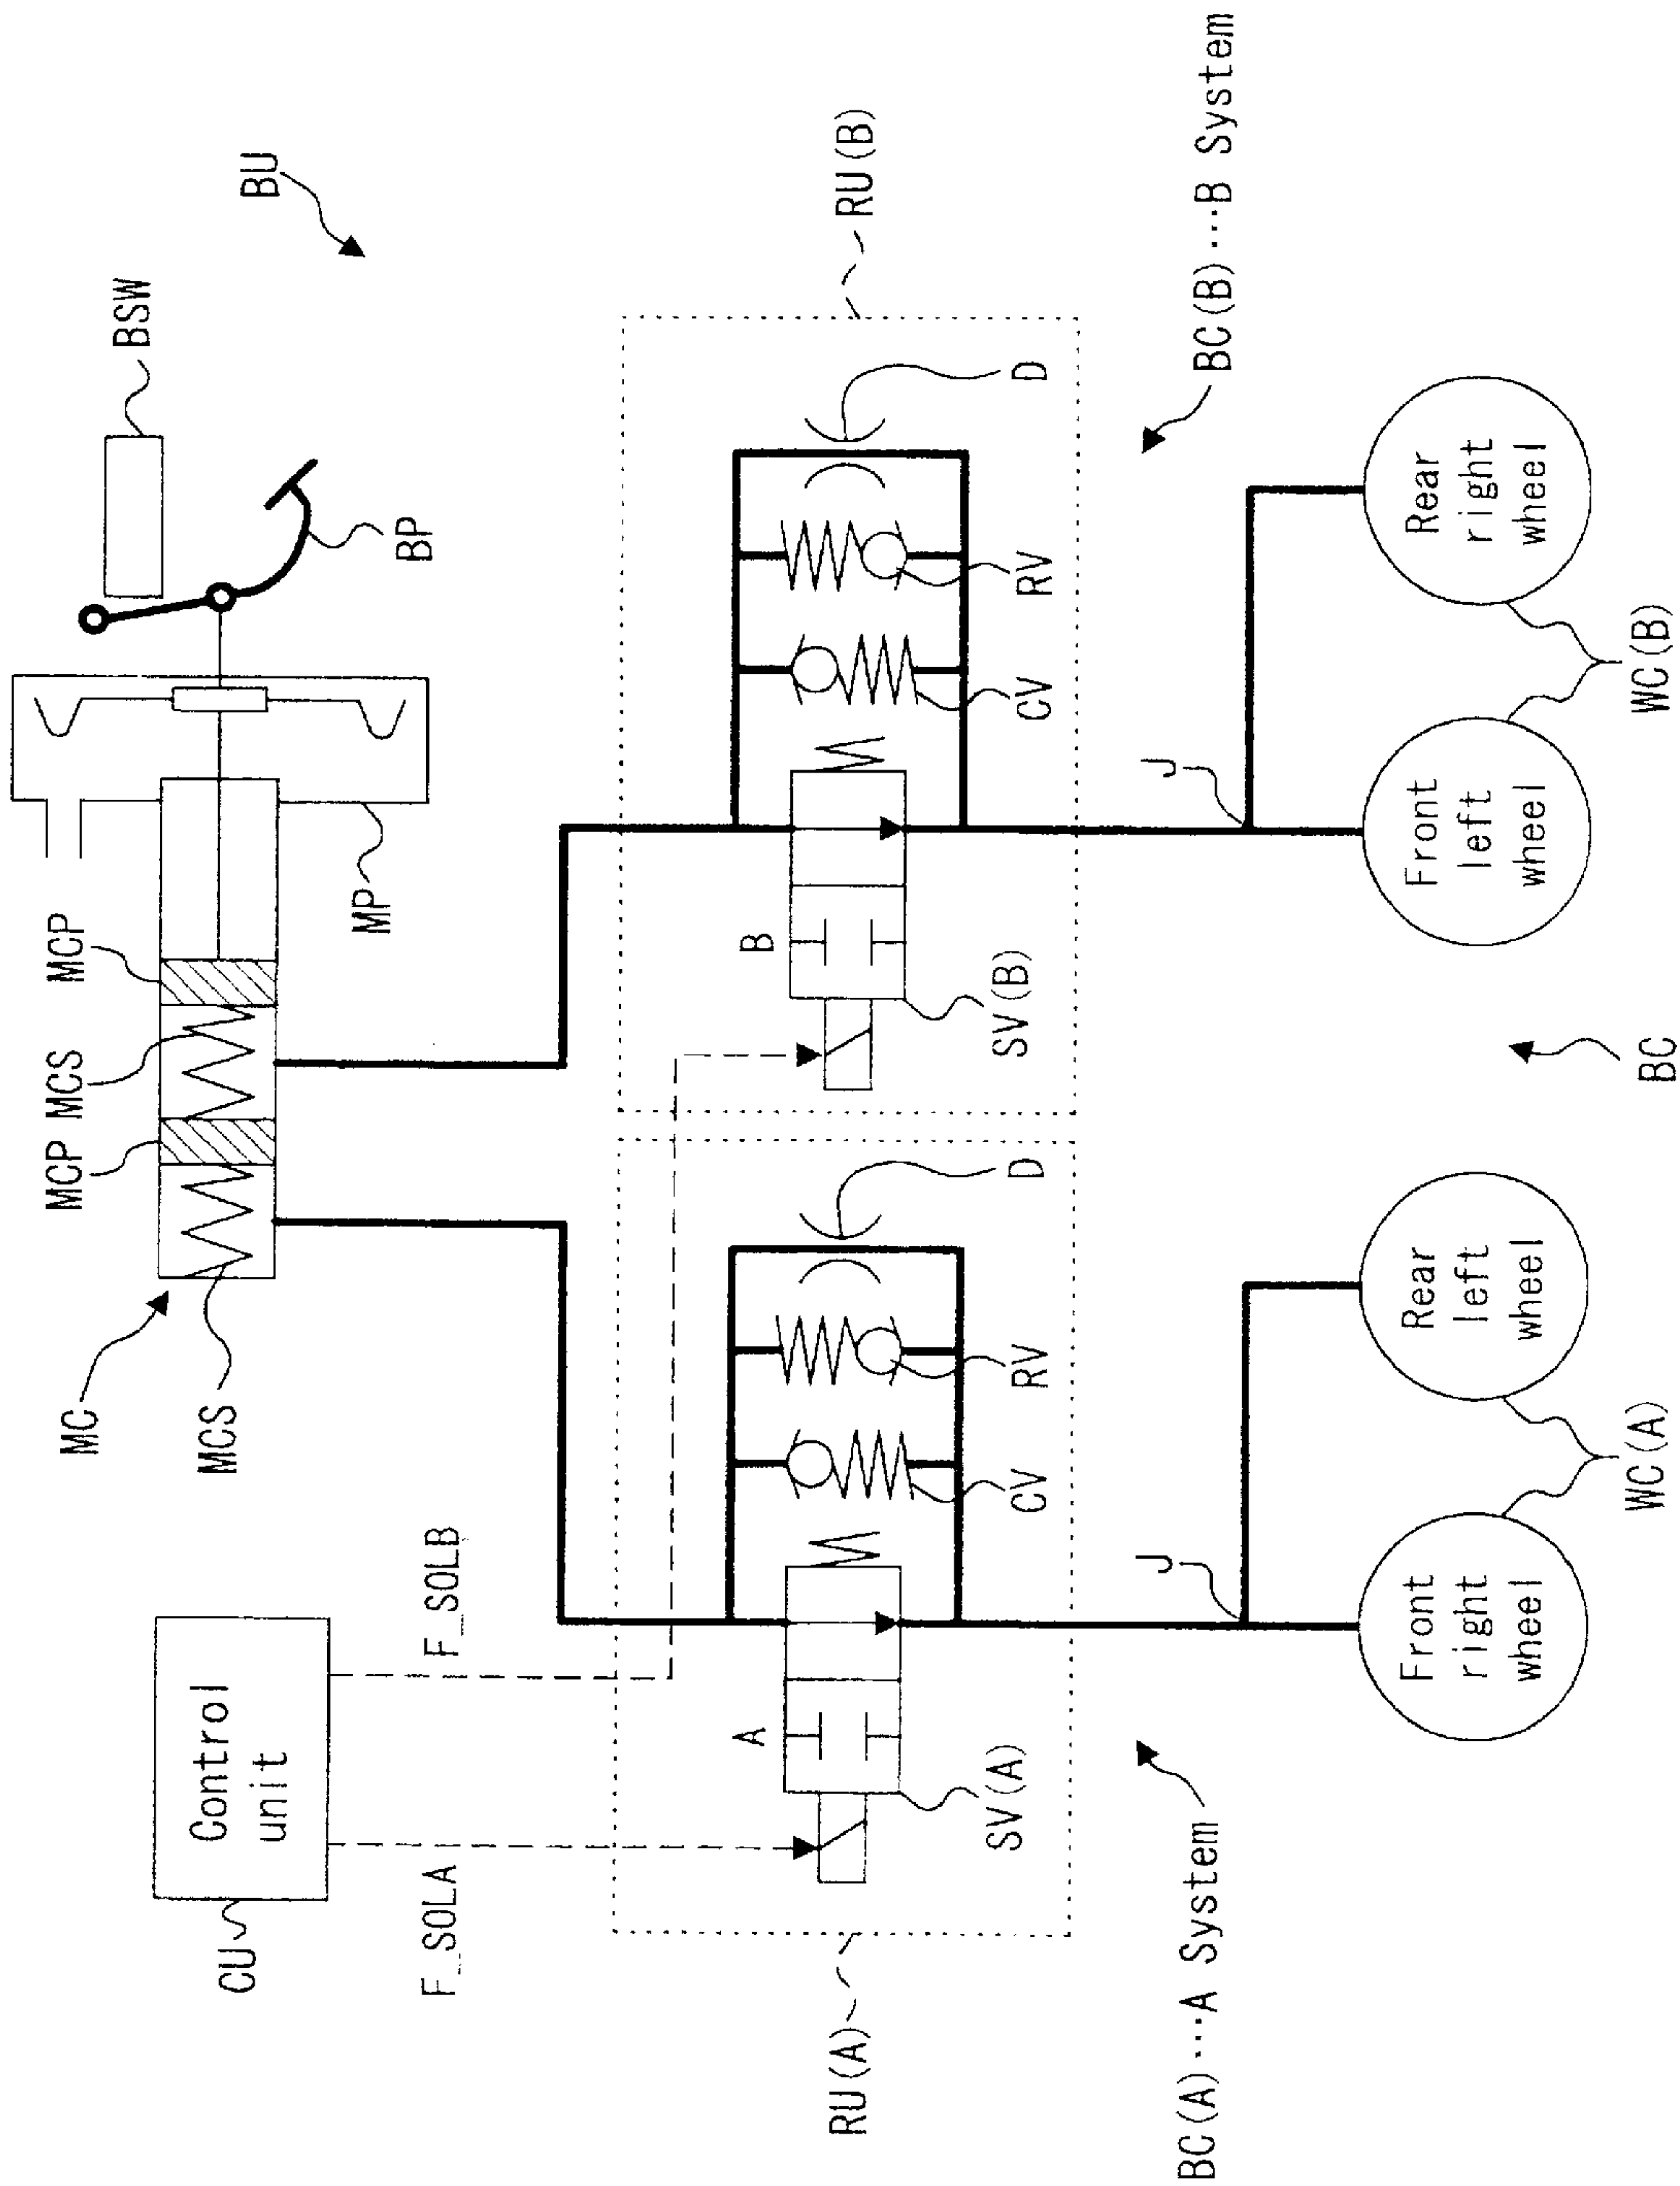 BU
BSW
BP
MCP
MCS
MCP
MP
MC
MCS
Control
unit
CU
F_SOLA
F_SOLB
RU(A)
RU(B)
A
SV(A)
CV
RV
D
B
SV(B)
CV
RV
D
BC(A)···A System
BC(B)···B System
J
J
Front
right
wheel
Rear
left
wheel
Front
left
wheel
Rear
right
wheel
WC(A)
WC(B)
BC